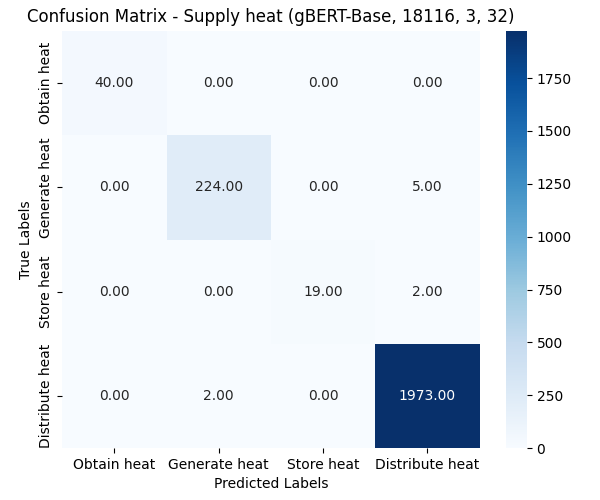 Confusion Matrix - Supply heat (gBERT-Base, 18116, 3, 32)
True Labels
Obtain heat
40.00 0.00 0.00 0.00
Generate heat
0.00 224.00 0.00 5.00
Store heat
0.00 0.00 19.00 2.00
Distribute heat
0.00 2.00 0.00 1973.00
Obtain heat Generate heat Store heat Distribute heat
Predicted Labels
1750
1500
1250
1000
750
500
250
0